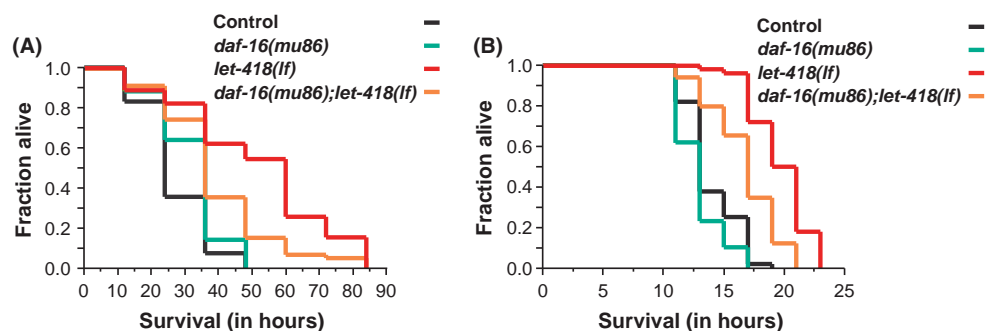 Control
daf-16(mu86)
let-418(lf)
daf-16(mu86);let-418(lf)
(A)
Fraction alive
1.0
0.8
0.6
0.4
0.2
0.0
0 10 20 30 40 50 60 70 80 90
Survival (in hours)
Control
daf-16(mu86)
let-418(lf)
daf-16(mu86);let-418(lf)
(B)
Fraction alive
1.0
0.8
0.6
0.4
0.2
0.0
0 5 10 15 20 25
Survival (in hours)